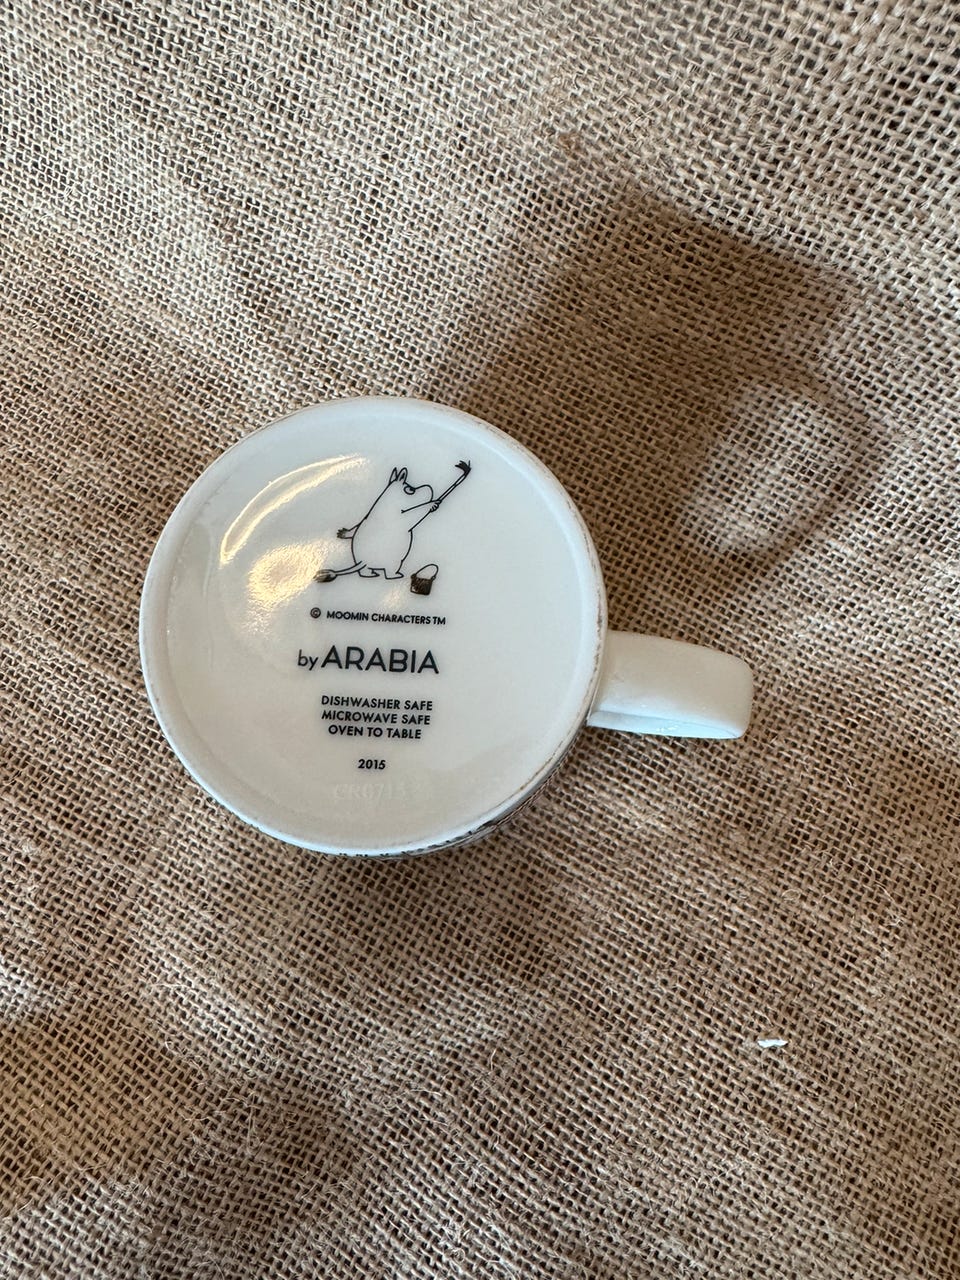 © MOOMIN CHARACTERS TM
by ARABIA
DISHWASHER SAFE
MICROWAVE SAFE
OVEN TO TABLE
2015